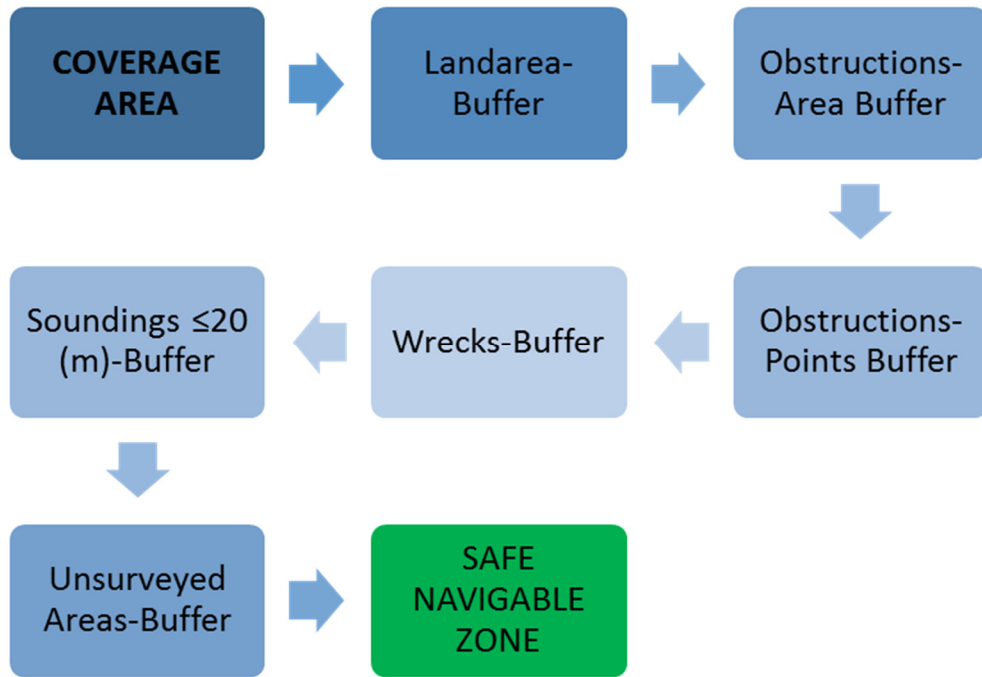 COVERAGE
AREA
Landarea-
Buffer
Obstructions-
Area Buffer
Obstructions-
Points Buffer
Wrecks-Buffer
Soundings ≤20
(m)-Buffer
Unsurveyed
Areas-Buffer
SAFE
NAVIGABLE
ZONE